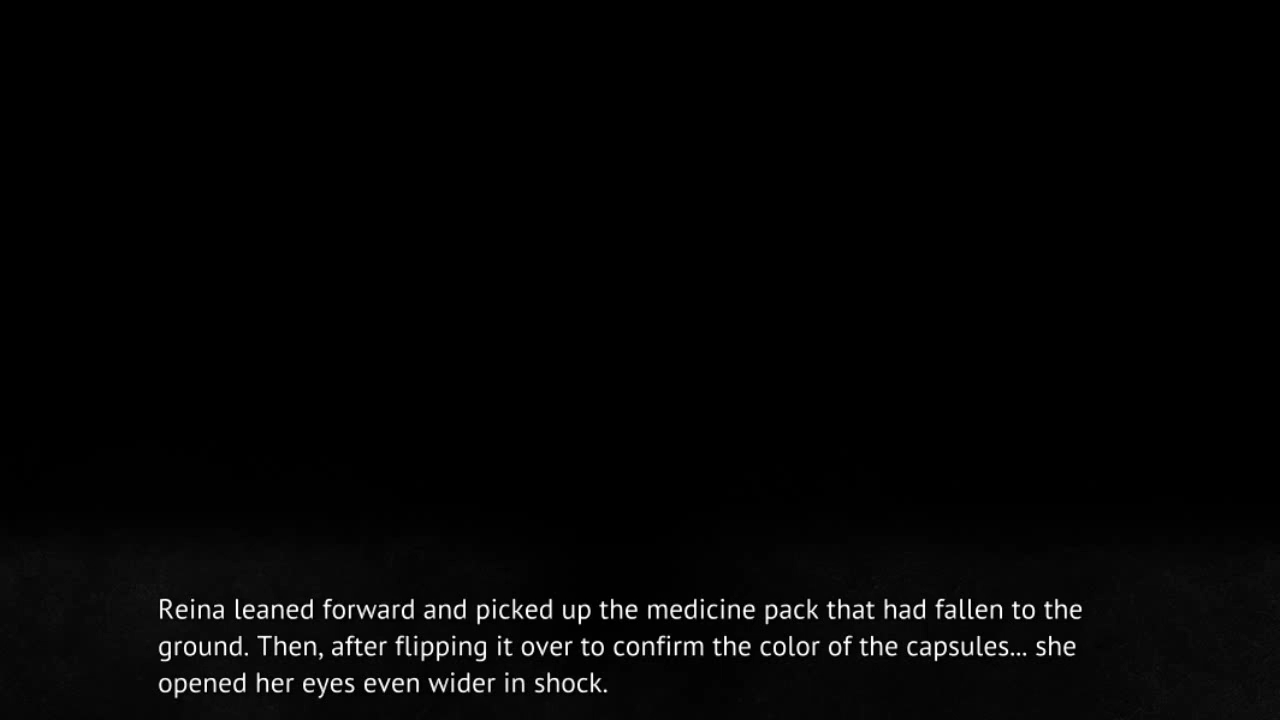 Reina leaned forward and picked up the medicine pack that had fallen to the
ground. Then, after flipping it over to confirm the color of the capsules... she
opened her eyes even wider in shock.